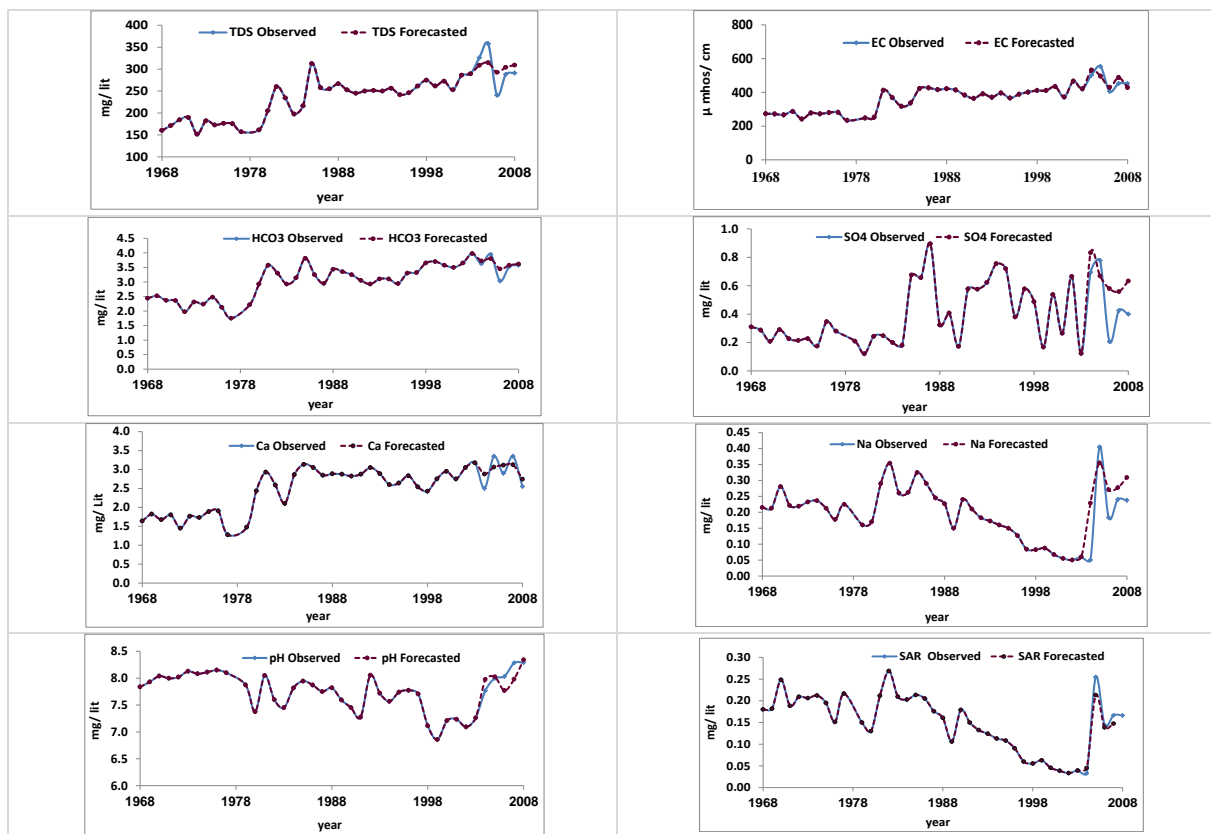 TDS Observed TDS Forecasted
400
350
300
250
200
150
100
mg/ lit
1968 1978 1988 1998 2008
year
EC Observed EC Forecasted
800
600
400
200
0
µ mhos/ cm
1968 1978 1988 1998 2008
year
HCO3 Observed HCO3 Forecasted
4.5
4.0
3.5
3.0
2.5
2.0
1.5
1.0
0.5
0.0
mg/ lit
1968 1978 1988 1998 2008
year
SO4 Observed SO4 Forecasted
1.0
0.8
0.6
0.4
0.2
0.0
mg/ lit
1968 1978 1988 1998 2008
year
Ca Observed Ca Forecasted
4.0
3.5
3.0
2.5
2.0
1.5
1.0
0.5
0.0
mg/ Lit
1968 1978 1988 1998 2008
year
Na Observed Na Forecasted
0.45
0.40
0.35
0.30
0.25
0.20
0.15
0.10
0.05
0.00
mg/ lit
1968 1978 1988 1998 2008
year
pH Observed pH Forecasted
8.5
8.0
7.5
7.0
6.5
6.0
mg/ lit
1968 1978 1988 1998 2008
year
SAR Observed SAR Forecasted
0.30
0.25
0.20
0.15
0.10
0.05
0.00
mg/ lit
1968 1978 1988 1998 2008
year